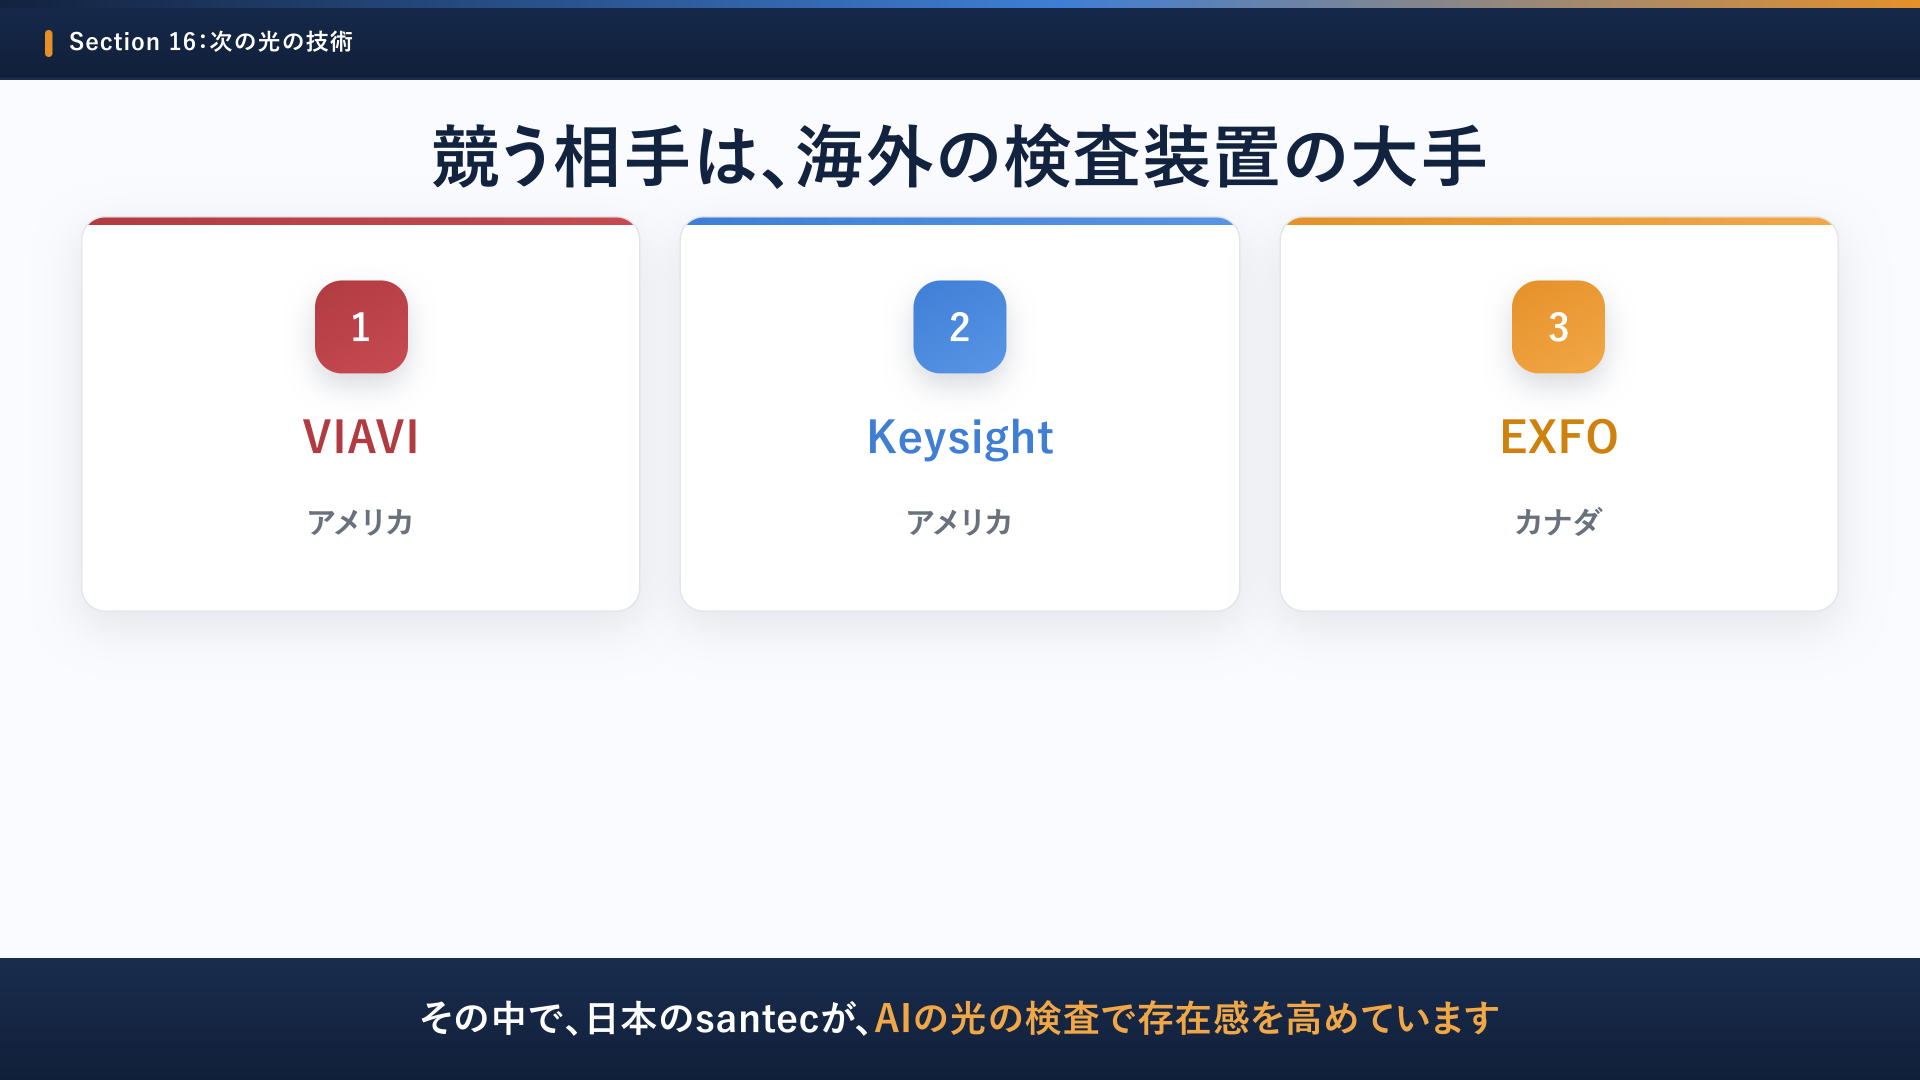 Section 16：次の光の技術
競う相手は、海外の検査装置の大手
1
VIAVI
アメリカ
2
Keysight
アメリカ
3
EXFO
カナダ
その中で、日本のsantecが、AIの光の検査で存在感を高めています